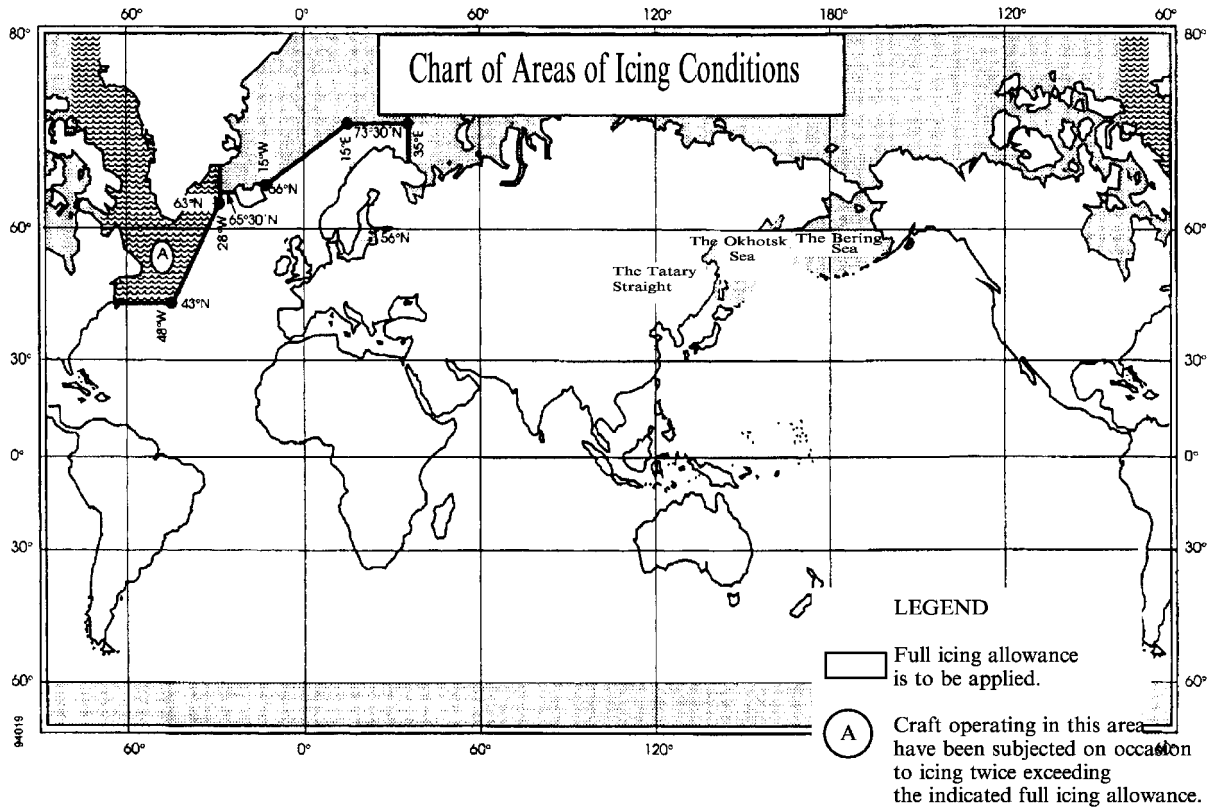 60° 0° 60° 120° 180° 120° 60°
80° 80°
Chart of Areas of Icing Conditions
73°30´N
15°W
15°E
35°E
66°N
63°N
65°30´N
28°W
56°N
60° 60°
A
The Okhotsk
Sea
The Bering
Sea
The Tatary
Straight
43°N
48°W
30° 30°
0° 0°
30° 30°
LEGEND
Full icing allowance
is to be applied.
60° 60°
A
Craft operating in this area
have been subjected on occasion
to icing twice exceeding
the indicated full icing allowance.
94019
60° 0° 60° 120° 60°